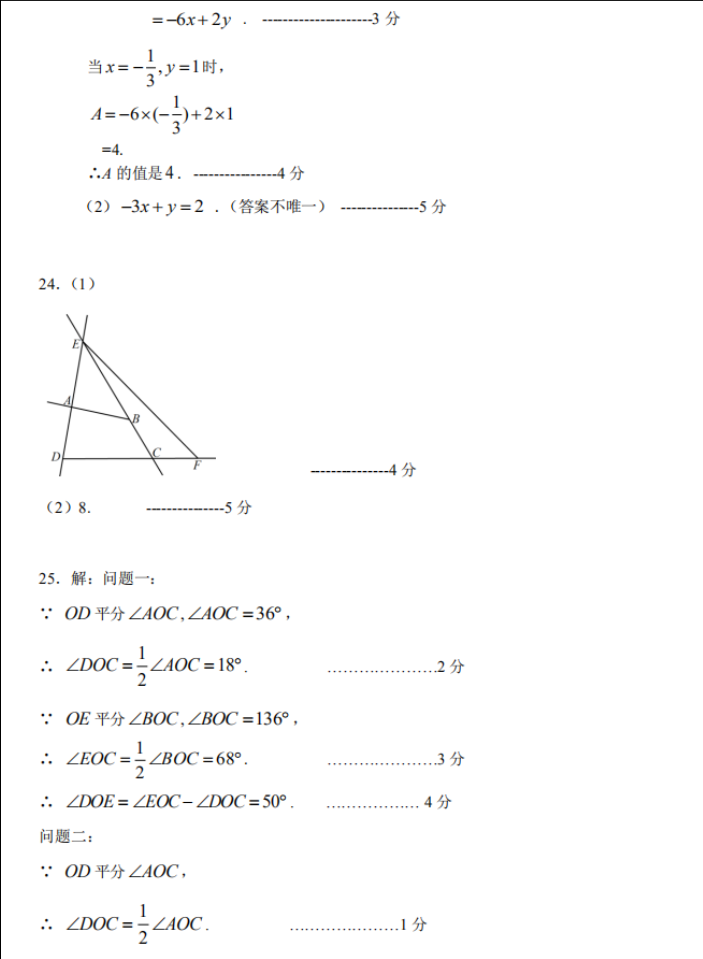 =−6x+2y . ----------------------3 分
当 x=−1/3, y=1时，
A=−6×(−1/3)+2×1
=4.
∴A 的值是 4．----------------4 分
（2）−3x+y=2 ．（答案不唯一） ---------------5 分
24.（1）
E
A
B
D C F
---------------4 分
（2）8. ---------------5 分
25．解：问题一：
∵ OD 平分∠AOC, ∠AOC=36°，
∴ ∠DOC=1/2∠AOC=18°. …………………2 分
∵ OE 平分∠BOC, ∠BOC=136°，
∴ ∠EOC=1/2∠BOC=68°. …………………3 分
∴ ∠DOE=∠EOC−∠DOC=50°. ……………… 4 分
问题二：
∵ OD 平分∠AOC，
∴ ∠DOC=1/2∠AOC. …………………1 分